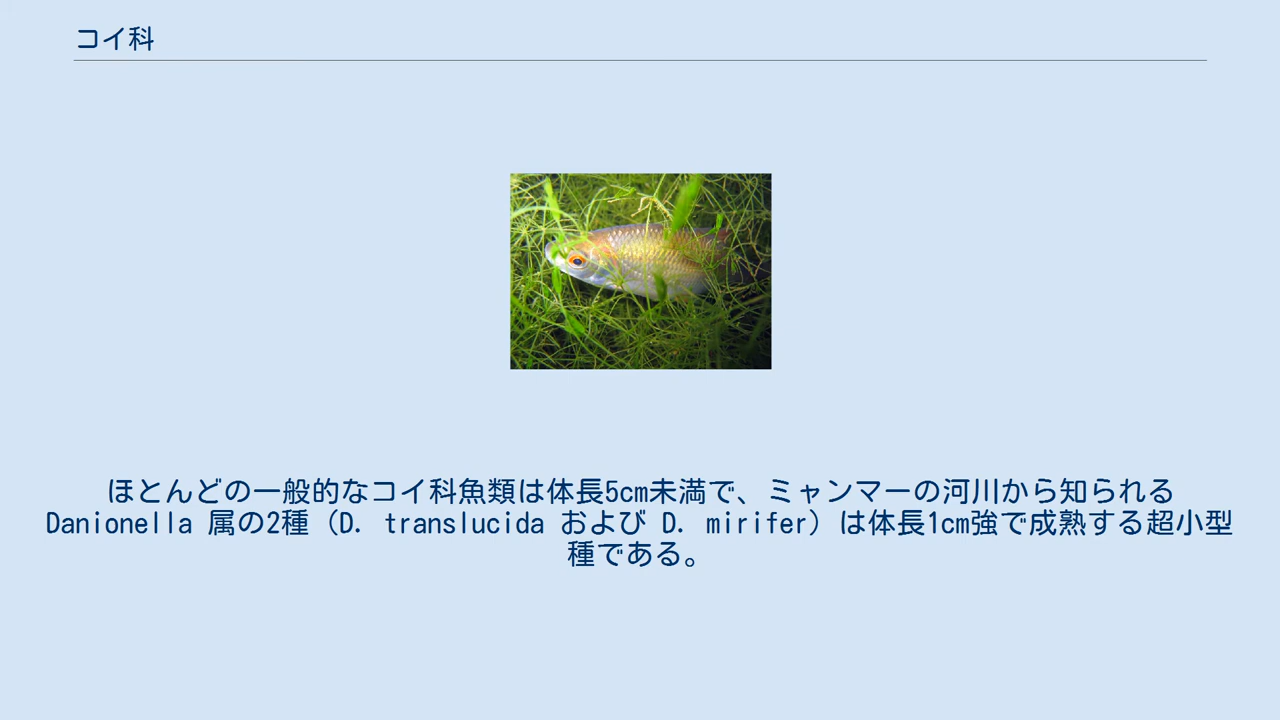 コイ科
ほとんどの一般的なコイ科魚類は体長5cm未満で、ミャンマーの河川から知られる
Danionella 属の2種（D. translucida および D. mirifer）は体長1cm強で成熟する超小型
種である。